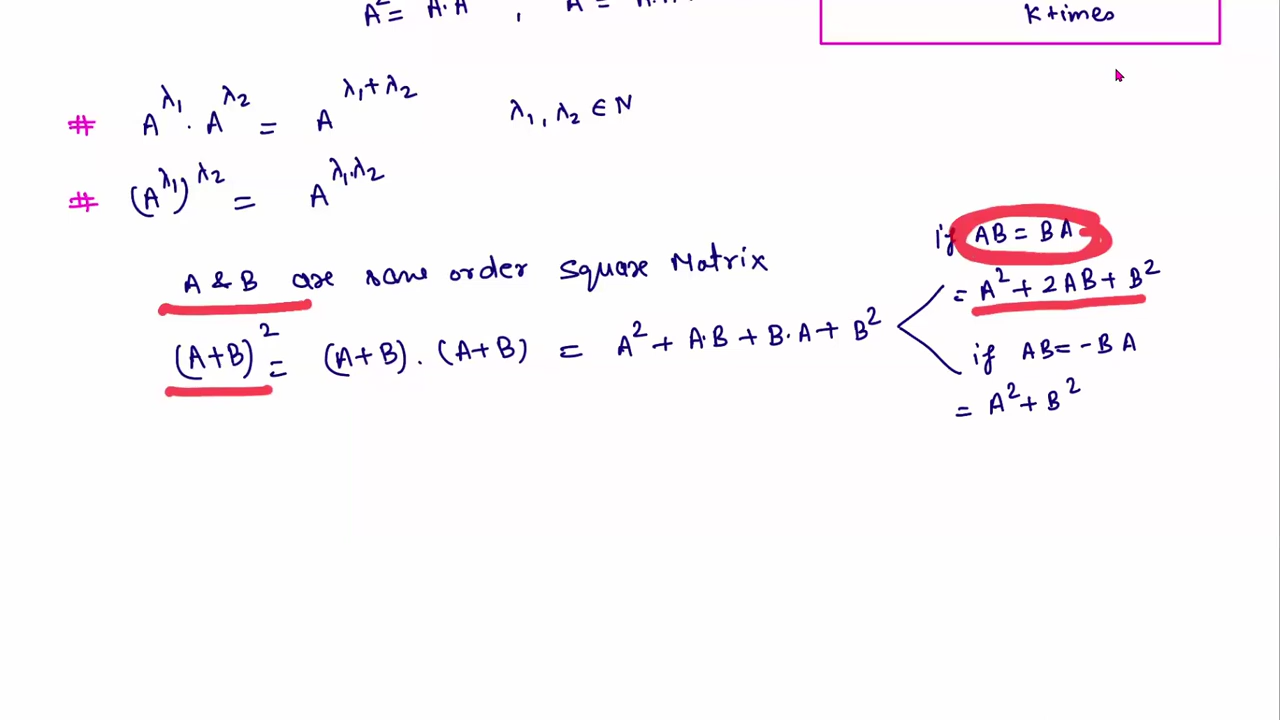 A² = A·A , A
K times
# A^λ₁ · A^λ₂ = A^(λ₁+λ₂) λ₁, λ₂ ∈ N
# (A^λ₁)^λ₂ = A^(λ₁·λ₂)
A & B are same order square Matrix
(A+B)² = (A+B)·(A+B) = A² + A·B + B·A + B²
if AB = BA
= A² + 2AB + B²
if AB = -BA
= A² + B²